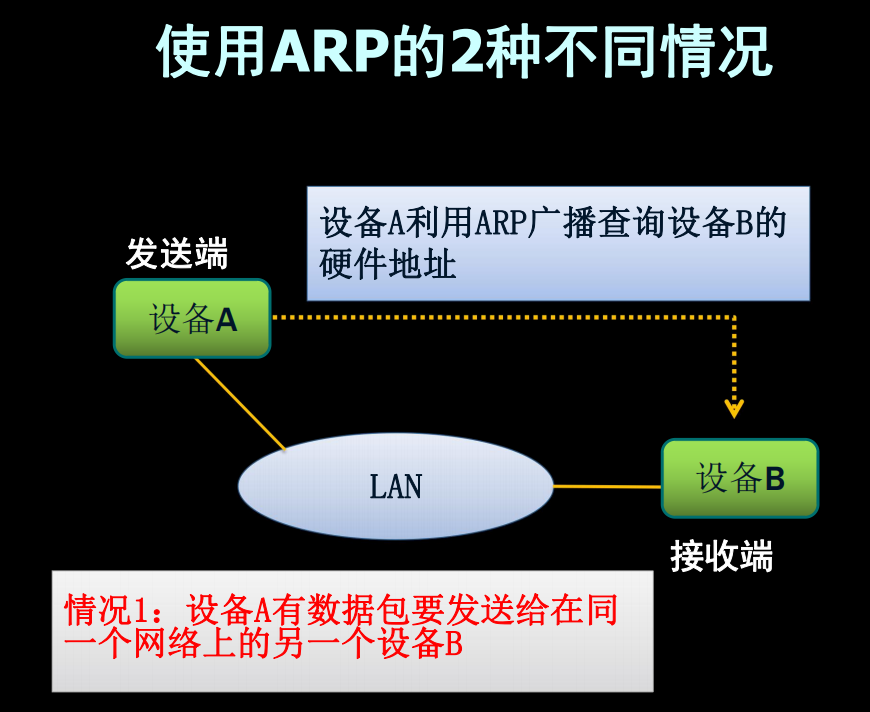 使用ARP的2种不同情况
设备A利用ARP广播查询设备B的
硬件地址
发送端
设备A
LAN
设备B
接收端
情况1：设备A有数据包要发送给在同
一个网络上的另一个设备B